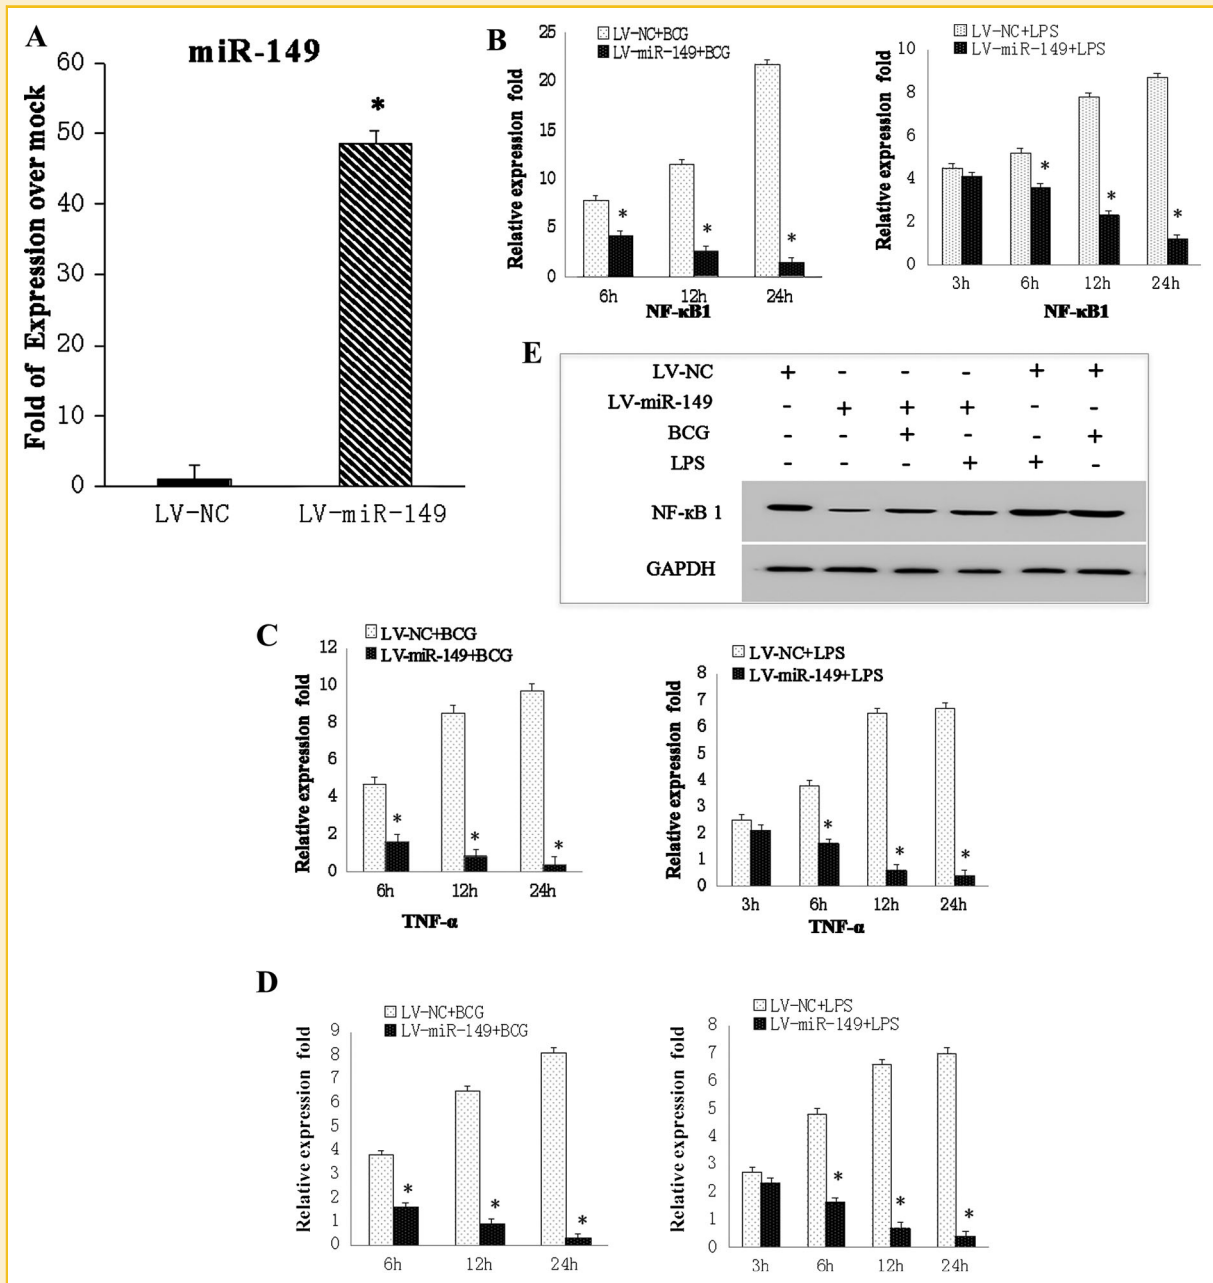 A
miR-149
Fold of Expression over mock
60
50
40
30
20
10
0
*
LV-NC
LV-miR-149
B
LV-NC+BCG
LV-miR-149+BCG
Relative expression fold
25
20
15
10
5
0
*
*
*
6h
12h
24h
NF-κB1
LV-NC+LPS
LV-miR-149+LPS
Relative expression fold
10
8
6
4
2
0
*
*
*
3h
6h
12h
24h
NF-κB1
E
LV-NC + - - - + +
LV-miR-149 - + + + - -
BCG - - + - - +
LPS - - - + + -
NF-κB 1
GAPDH
C
LV-NC+BCG
LV-miR-149+BCG
Relative expression fold
12
10
8
6
4
2
0
*
*
*
6h
12h
24h
TNF-α
LV-NC+LPS
LV-miR-149+LPS
Relative expression fold
8
7
6
5
4
3
2
1
0
*
*
*
3h
6h
12h
24h
TNF-α
D
LV-NC+BCG
LV-miR-149+BCG
Relative expression fold
9
8
7
6
5
4
3
2
1
0
*
*
*
6h
12h
24h
LV-NC+LPS
LV-miR-149+LPS
Relative expression fold
8
7
6
5
4
3
2
1
0
*
*
*
3h
6h
12h
24h